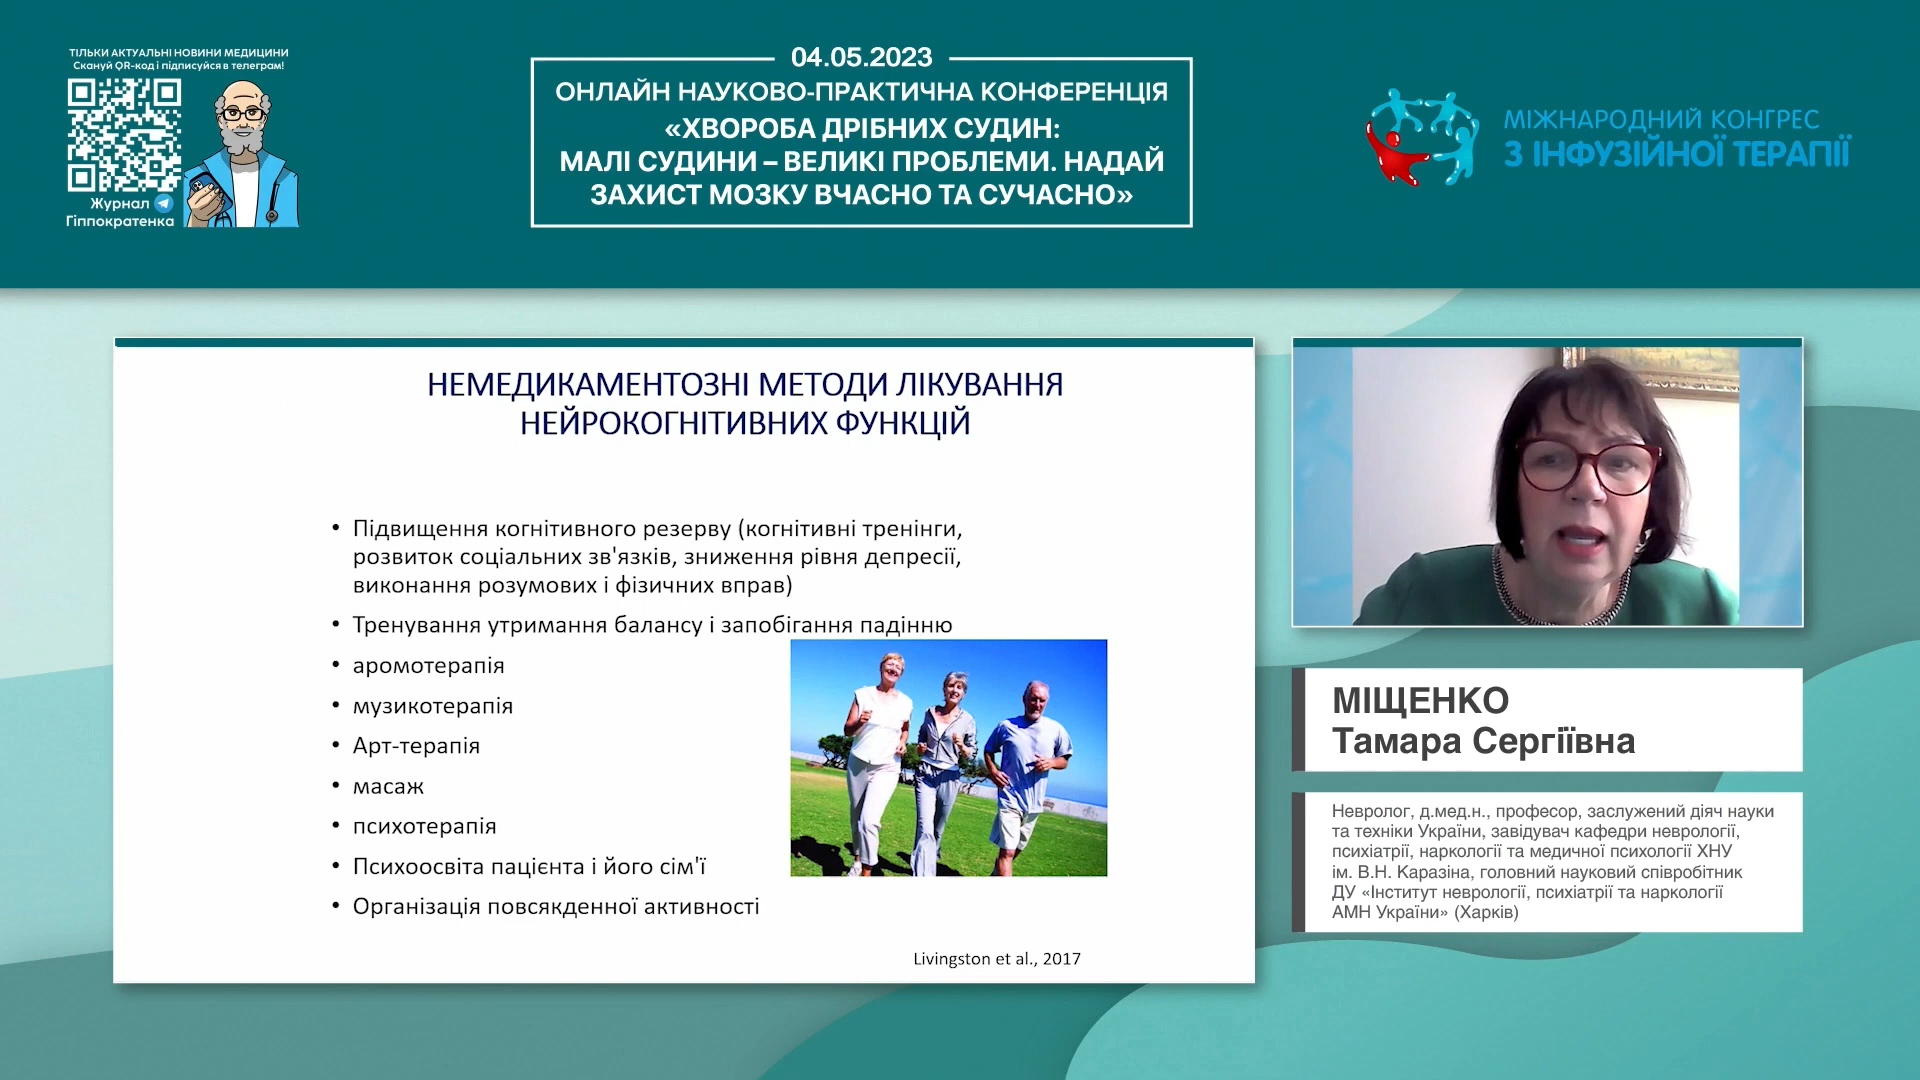 ТІЛЬКИ АКТУАЛЬНІ НОВИНИ МЕДИЦИНИ
Скануй QR-код і підписуйся в телеграм!
Журнал
Гіппократенка
04.05.2023
ОНЛАЙН НАУКОВО-ПРАКТИЧНА КОНФЕРЕНЦІЯ
«ХВОРОБА ДРІБНИХ СУДИН:
МАЛІ СУДИНИ – ВЕЛИКІ ПРОБЛЕМИ. НАДАЙ
ЗАХИСТ МОЗКУ ВЧАСНО ТА СУЧАСНО»
МІЖНАРОДНИЙ КОНГРЕС
З ІНФУЗІЙНОЇ ТЕРАПІЇ
НЕМЕДИКАМЕНТОЗНІ МЕТОДИ ЛІКУВАННЯ
НЕЙРОКОГНІТИВНИХ ФУНКЦІЙ
• Підвищення когнітивного резерву (когнітивні тренінги,
розвиток соціальних зв'язків, зниження рівня депресії,
виконання розумових і фізичних вправ)
• Тренування утримання балансу і запобігання падінню
• аромотерапія
• музикотерапія
• Арт-терапія
• масаж
• психотерапія
• Психоосвіта пацієнта і його сім'ї
• Організація повсякденної активності
Livingston et al., 2017
МІЩЕНКО
Тамара Сергіївна
Невролог, д.мед.н., професор, заслужений діяч науки
та техніки України, завідувач кафедри неврології,
психіатрії, наркології та медичної психології ХНУ
ім. В.Н. Каразіна, головний науковий співробітник
ДУ «Інститут неврології, психіатрії та наркології
АМН України» (Харків)